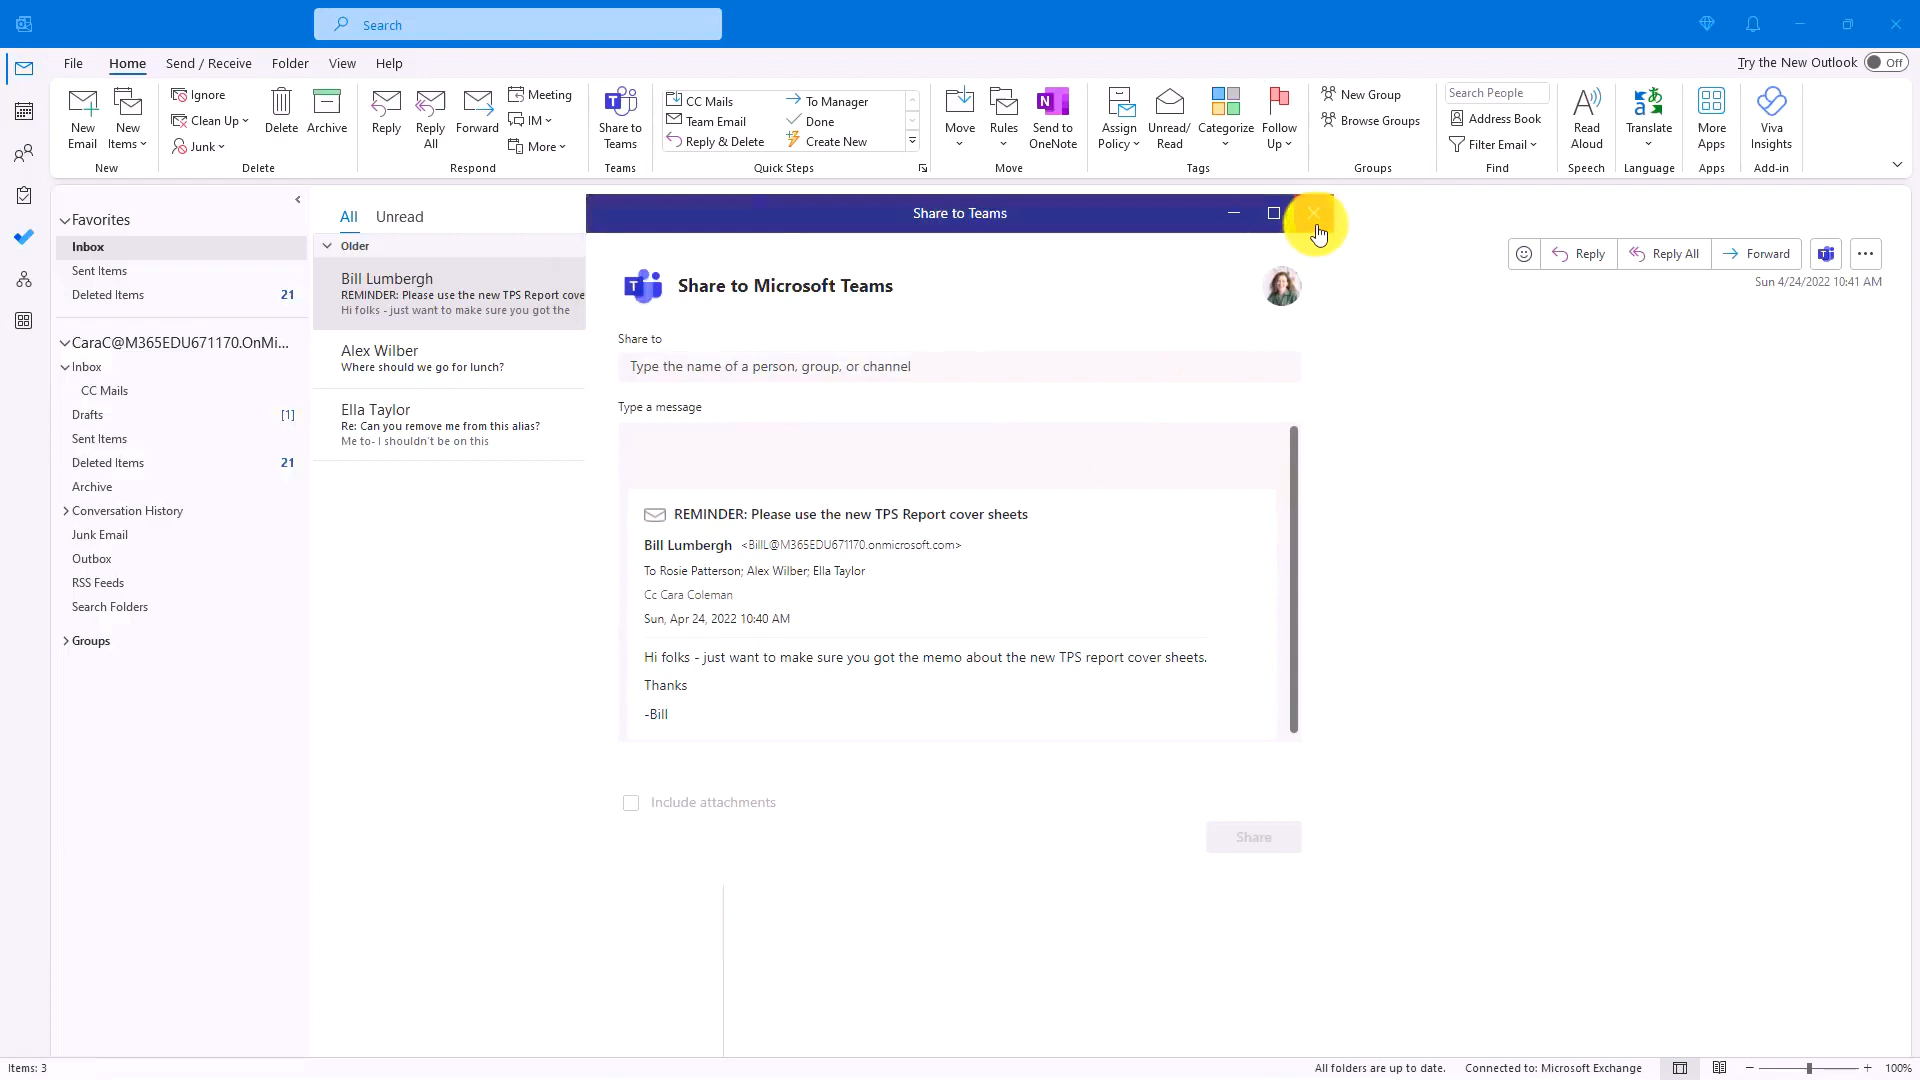 Search
File Home Send / Receive Folder View Help
Try the New Outlook Off
New Email
New Items
New
Ignore
Clean Up
Junk
Delete
Archive
Delete
Reply
Reply All
Forward
Meeting
IM
More
Respond
Share to Teams
Teams
CC Mails
To Manager
Team Email
Done
Reply & Delete
Create New
Quick Steps
Move
Rules
Send to OneNote
Move
Assign Policy
Unread/ Read
Categorize
Follow Up
Tags
New Group
Browse Groups
Groups
Search People
Address Book
Filter Email
Find
Read Aloud
Speech
Translate
Language
More Apps
Apps
Viva Insights
Add-in
Favorites
Inbox
Sent Items
Deleted Items 21
CaraC@M365EDU671170.OnMi...
Inbox
CC Mails
Drafts [1]
Sent Items
Deleted Items 21
Archive
Conversation History
Junk Email
Outbox
RSS Feeds
Search Folders
Groups
All Unread
Older
Bill Lumbergh
REMINDER: Please use the new TPS Report cove
Hi folks - just want to make sure you got the
Alex Wilber
Where should we go for lunch?
Ella Taylor
Re: Can you remove me from this alias?
Me to- I shouldn't be on this
Share to Teams
Share to Microsoft Teams
Share to
Type the name of a person, group, or channel
Type a message
REMINDER: Please use the new TPS Report cover sheets
Bill Lumbergh <BillL@M365EDU671170.onmicrosoft.com>
To Rosie Patterson; Alex Wilber; Ella Taylor
Cc Cara Coleman
Sun, Apr 24, 2022 10:40 AM
Hi folks - just want to make sure you got the memo about the new TPS report cover sheets.
Thanks
-Bill
Include attachments
Share
Reply Reply All Forward
Sun 4/24/2022 10:41 AM
Items: 3
All folders are up to date. Connected to: Microsoft Exchange
100%